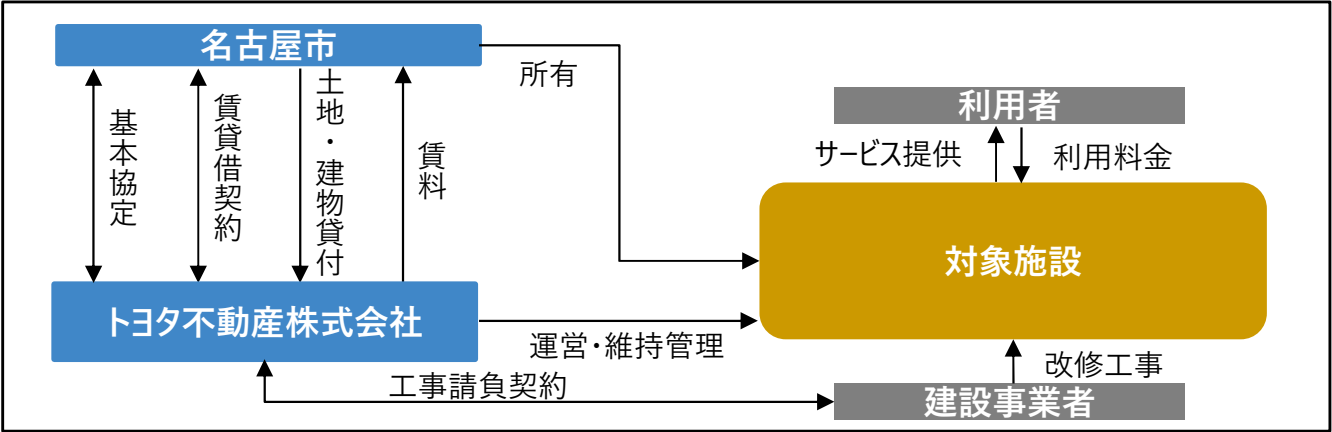 名古屋市
所有
利用者
基本協定
賃貸借契約
土地・建物貸付
賃料
サービス提供
利用料金
対象施設
トヨタ不動産株式会社
運営・維持管理
工事請負契約
改修工事
建設事業者